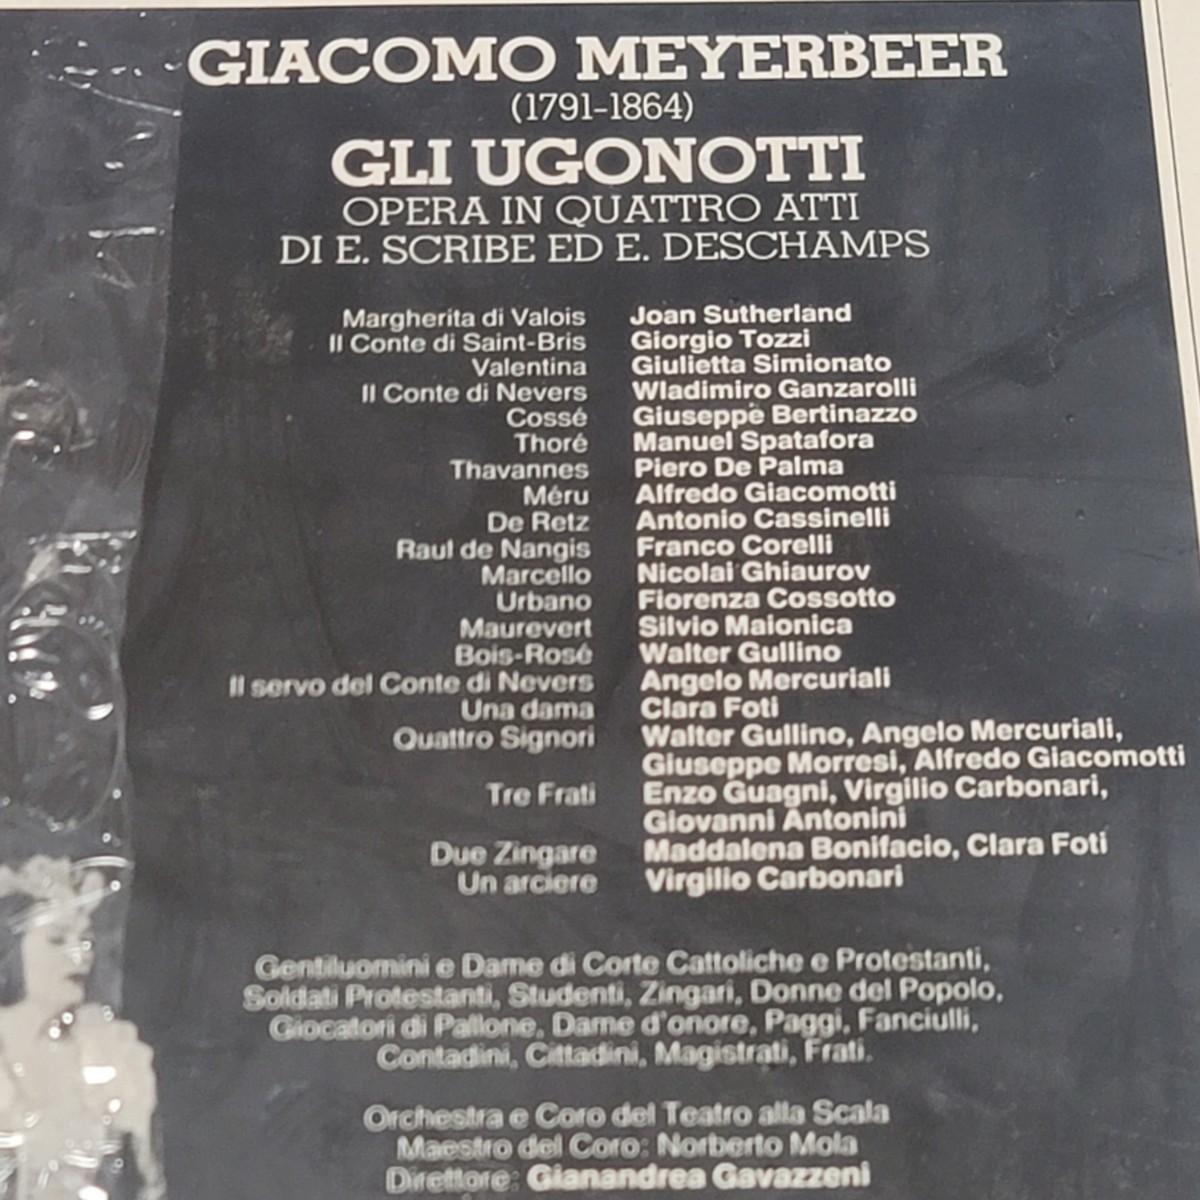 GIACOMO MEYERBEER
(1791-1864)
GLI UGONOTTI
OPERA IN QUATTRO ATTI
DI E. SCRIBE ED E. DESCHAMPS
Margherita di Valois Joan Sutherland
Il Conte di Saint-Bris Giorgio Tozzi
Valentina Giulietta Simionato
Il Conte di Nevers Wladimiro Ganzarolli
Cossé Giuseppe Bertinazzo
Thoré Manuel Spatafora
Thavannes Piero De Palma
Méru Alfredo Giacomotti
De Retz Antonio Cassinelli
Raul de Nangis Franco Corelli
Marcello Nicolai Ghiaurov
Urbano Fiorenza Cossotto
Maurevert Silvio Maionica
Bois-Rosé Walter Gullino
Il servo del Conte di Nevers Angelo Mercuriali
Una dama Clara Foti
Quattro Signori Walter Gullino, Angelo Mercuriali,
Giuseppe Morresi, Alfredo Giacomotti
Tre Frati Enzo Guagni, Virgilio Carbonari,
Giovanni Antonini
Due Zingare Maddalena Bonifacio, Clara Foti
Un arciere Virgilio Carbonari
Gentiluomini e Dame di Corte Cattoliche e Protestanti,
Soldati Protestanti, Studenti, Zingari, Donne del Popolo,
Giocatori di Pallone, Dame d'onore, Paggi, Fanciulli,
Contadini, Cittadini, Magistrati, Frati.
Orchestra e Coro del Teatro alla Scala
Maestro del Coro: Norberto Mola
Direttore: Gianandrea Gavazzeni